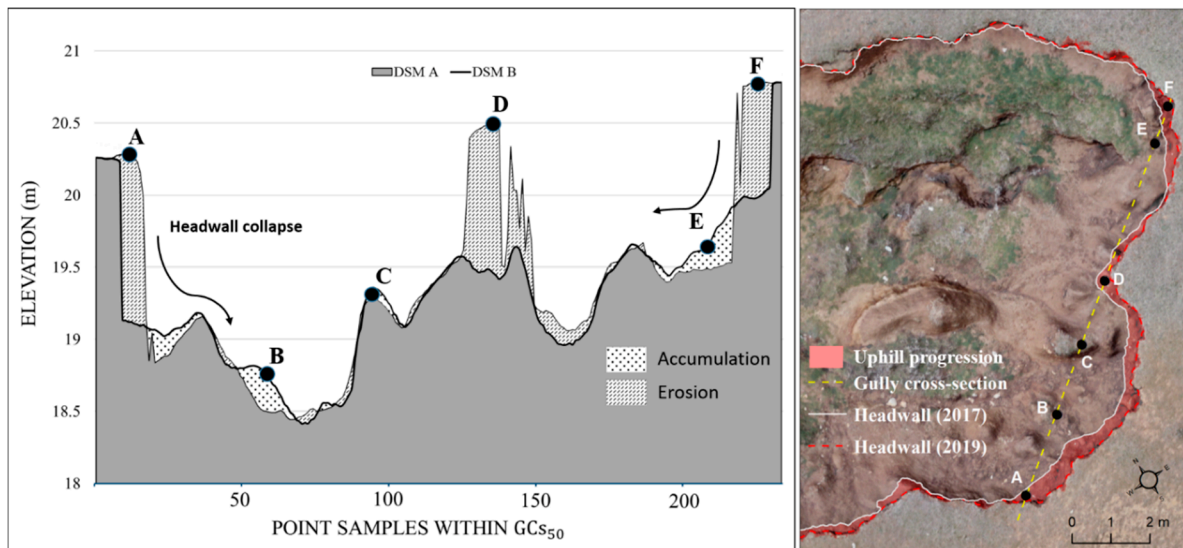 21
20.5
20
19.5
19
18.5
18
ELEVATION (m)
DSM A
DSM B
A
B
C
D
E
F
Headwall collapse
Accumulation
Erosion
50
100
150
200
POINT SAMPLES WITHIN GCs50
F
E
D
C
B
A
Uphill progression
Gully cross-section
Headwall (2017)
Headwall (2019)
N
E
W
S
0 1 2 m